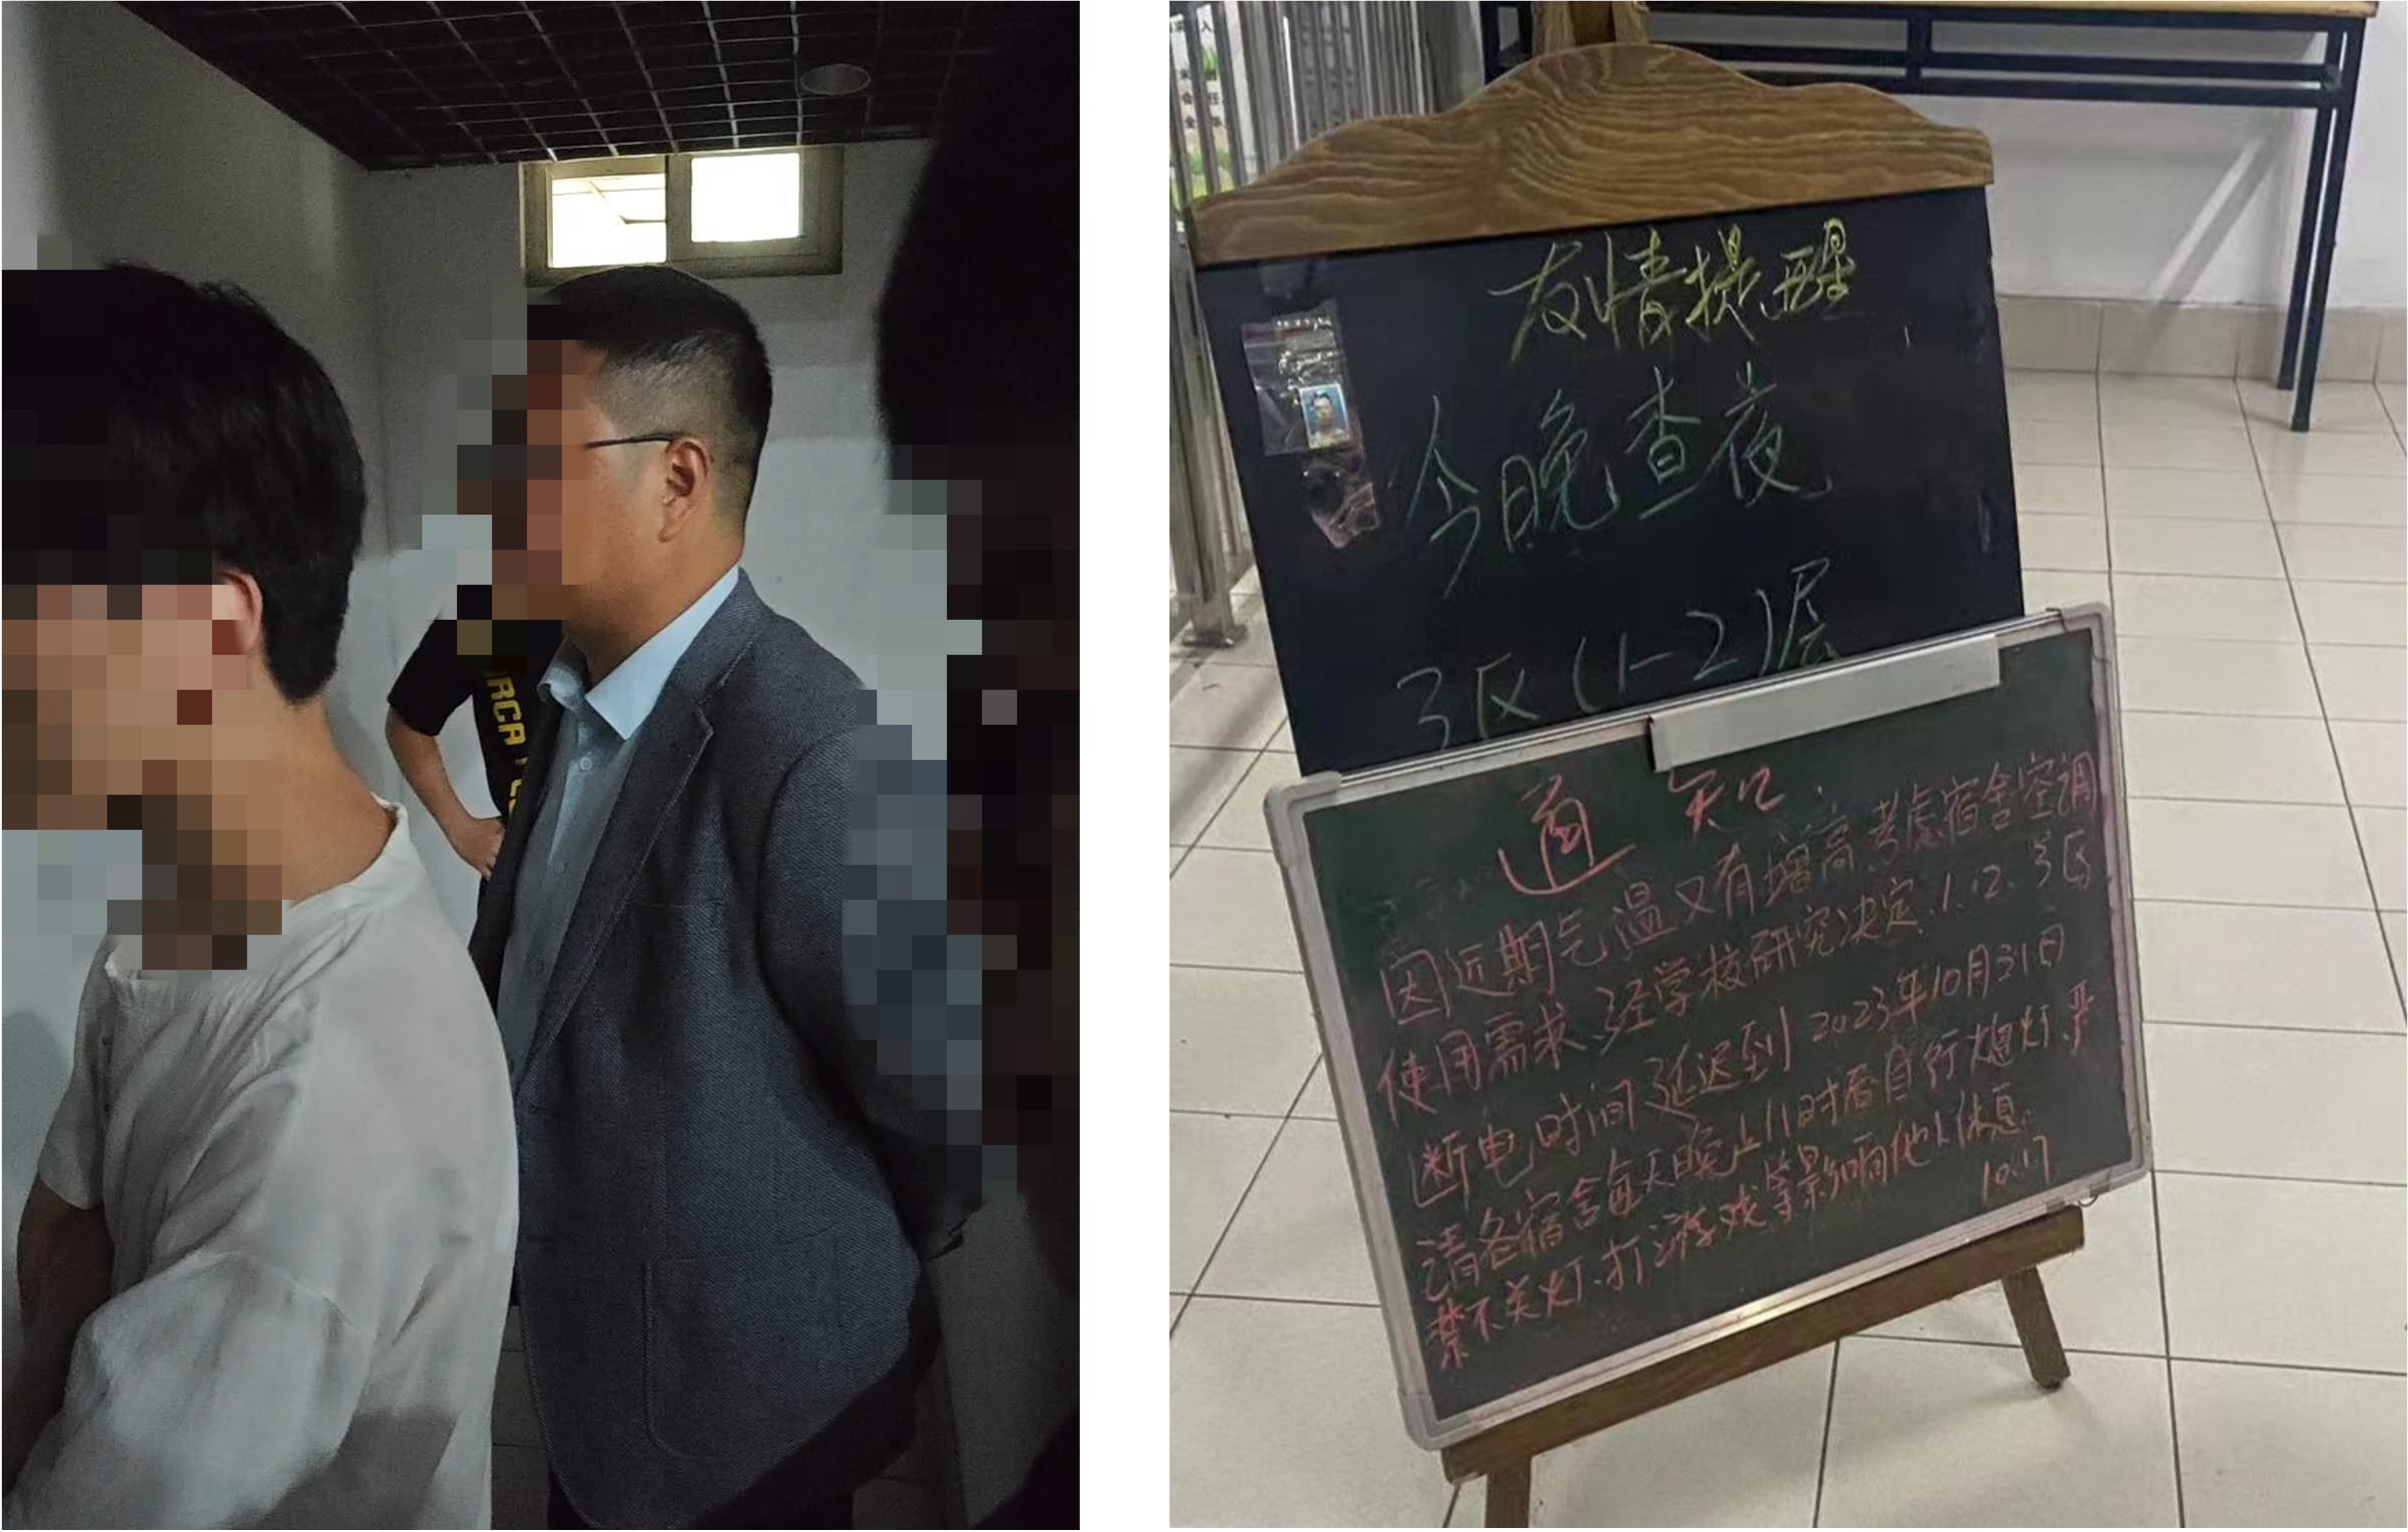 RCA
友情提醒
今晚查夜
3区(1-2)层
通知
因近期气温又有增高.考虑宿舍空调
使用需求.经学校研究决定.1.2.3区
断电时间延迟到2023年10月31日
请各宿舍每天晚上11时看自行熄灯.严
禁不关灯.打游戏等影响他人休息.
10.17